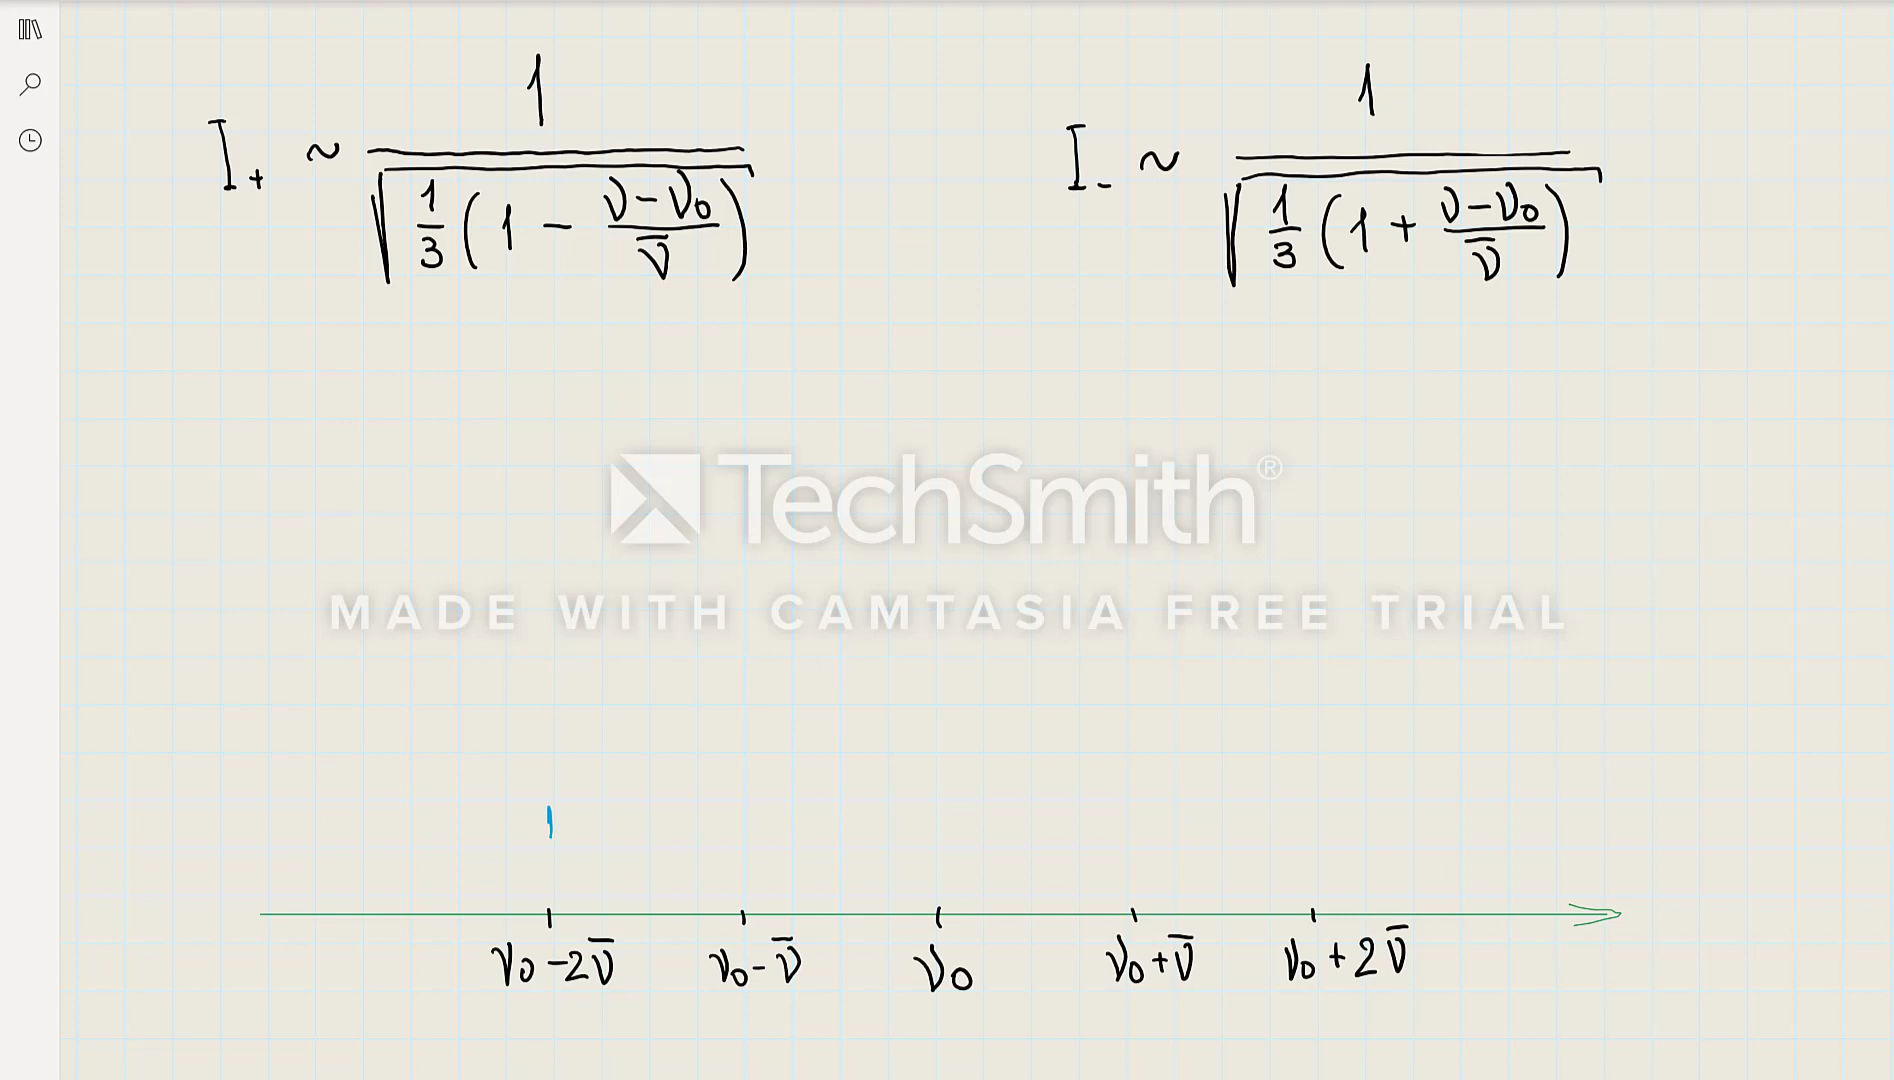 I₊ ~ 1/√(1/3 (1 − (ν−ν₀)/ν̄))
I₋ ~ 1/√(1/3 (1 + (ν−ν₀)/ν̄))
TechSmith®
MADE WITH CAMTASIA FREE TRIAL
ν₀−2ν̄ ν₀−ν̄ ν₀ ν₀+ν̄ ν₀+2ν̄